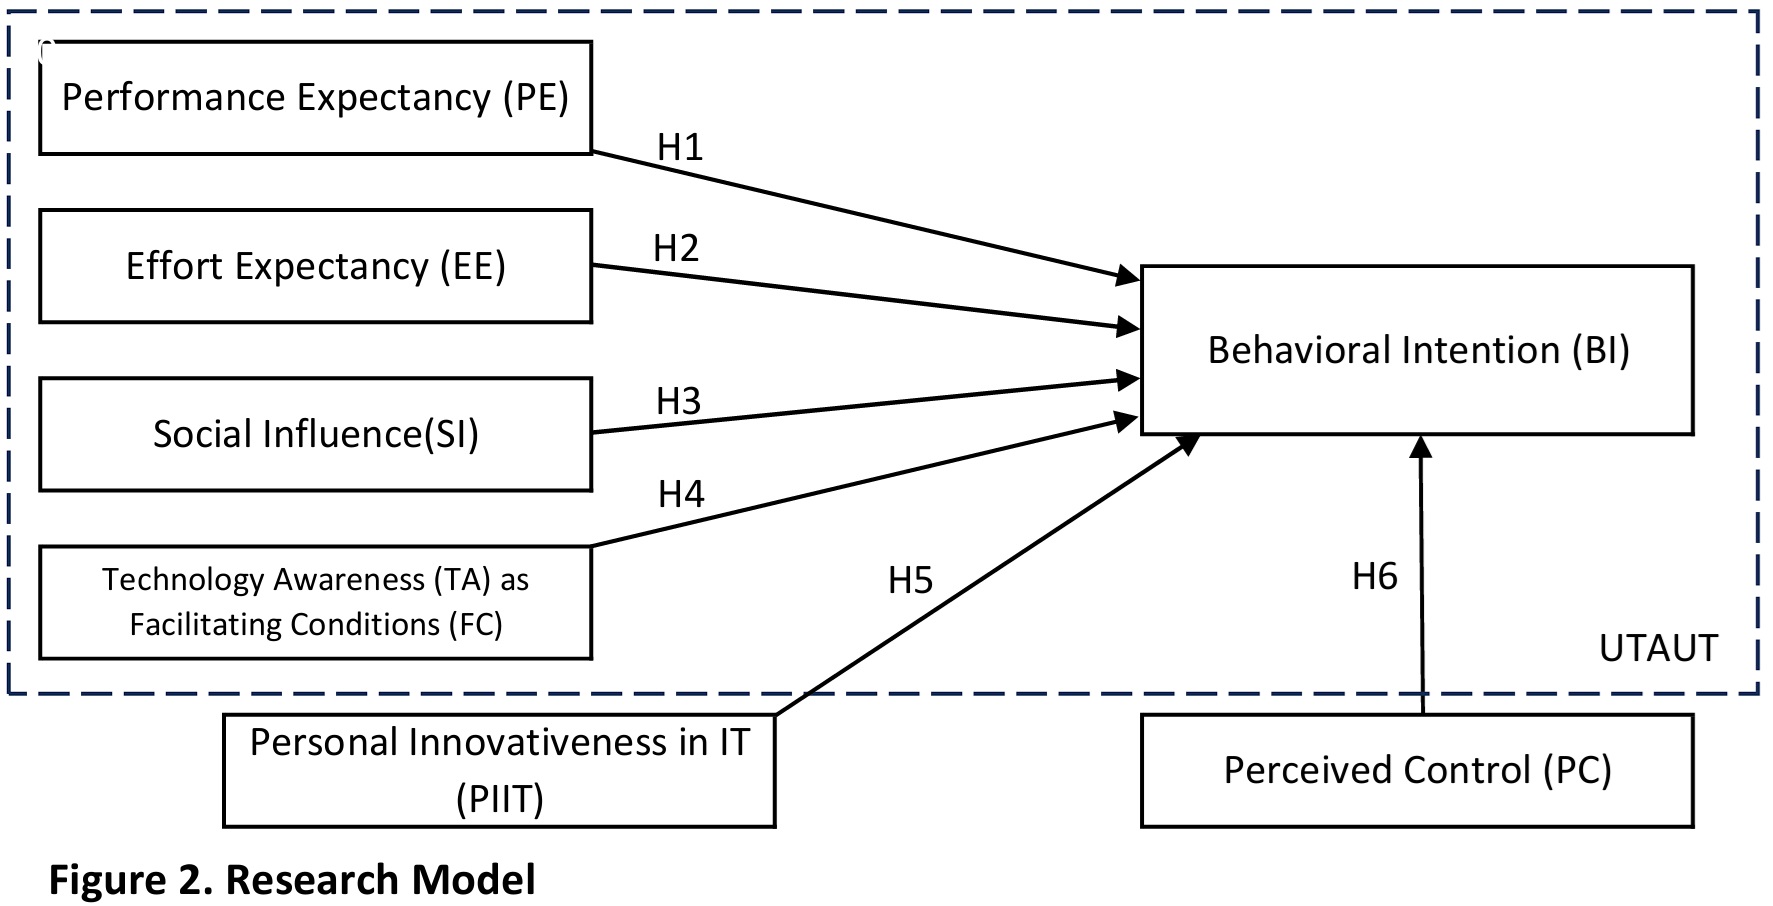 Performance Expectancy (PE)
H1
Effort Expectancy (EE)
H2
Behavioral Intention (BI)
Social Influence(SI)
H3
H4
Technology Awareness (TA) as
Facilitating Conditions (FC)
H5
H6
UTAUT
Personal Innovativeness in IT
(PIIT)
Perceived Control (PC)
Figure 2. Research Model